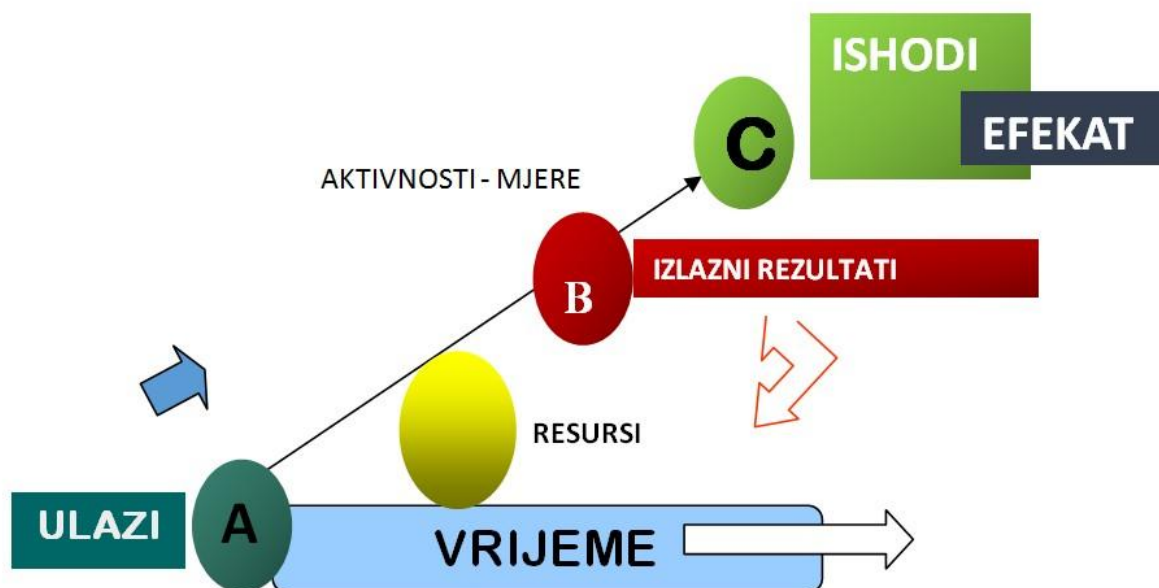 ISHODI
C
EFEKAT
AKTIVNOSTI - MJERE
B
IZLAZNI REZULTATI
RESURSI
ULAZI
A
VRIJEME